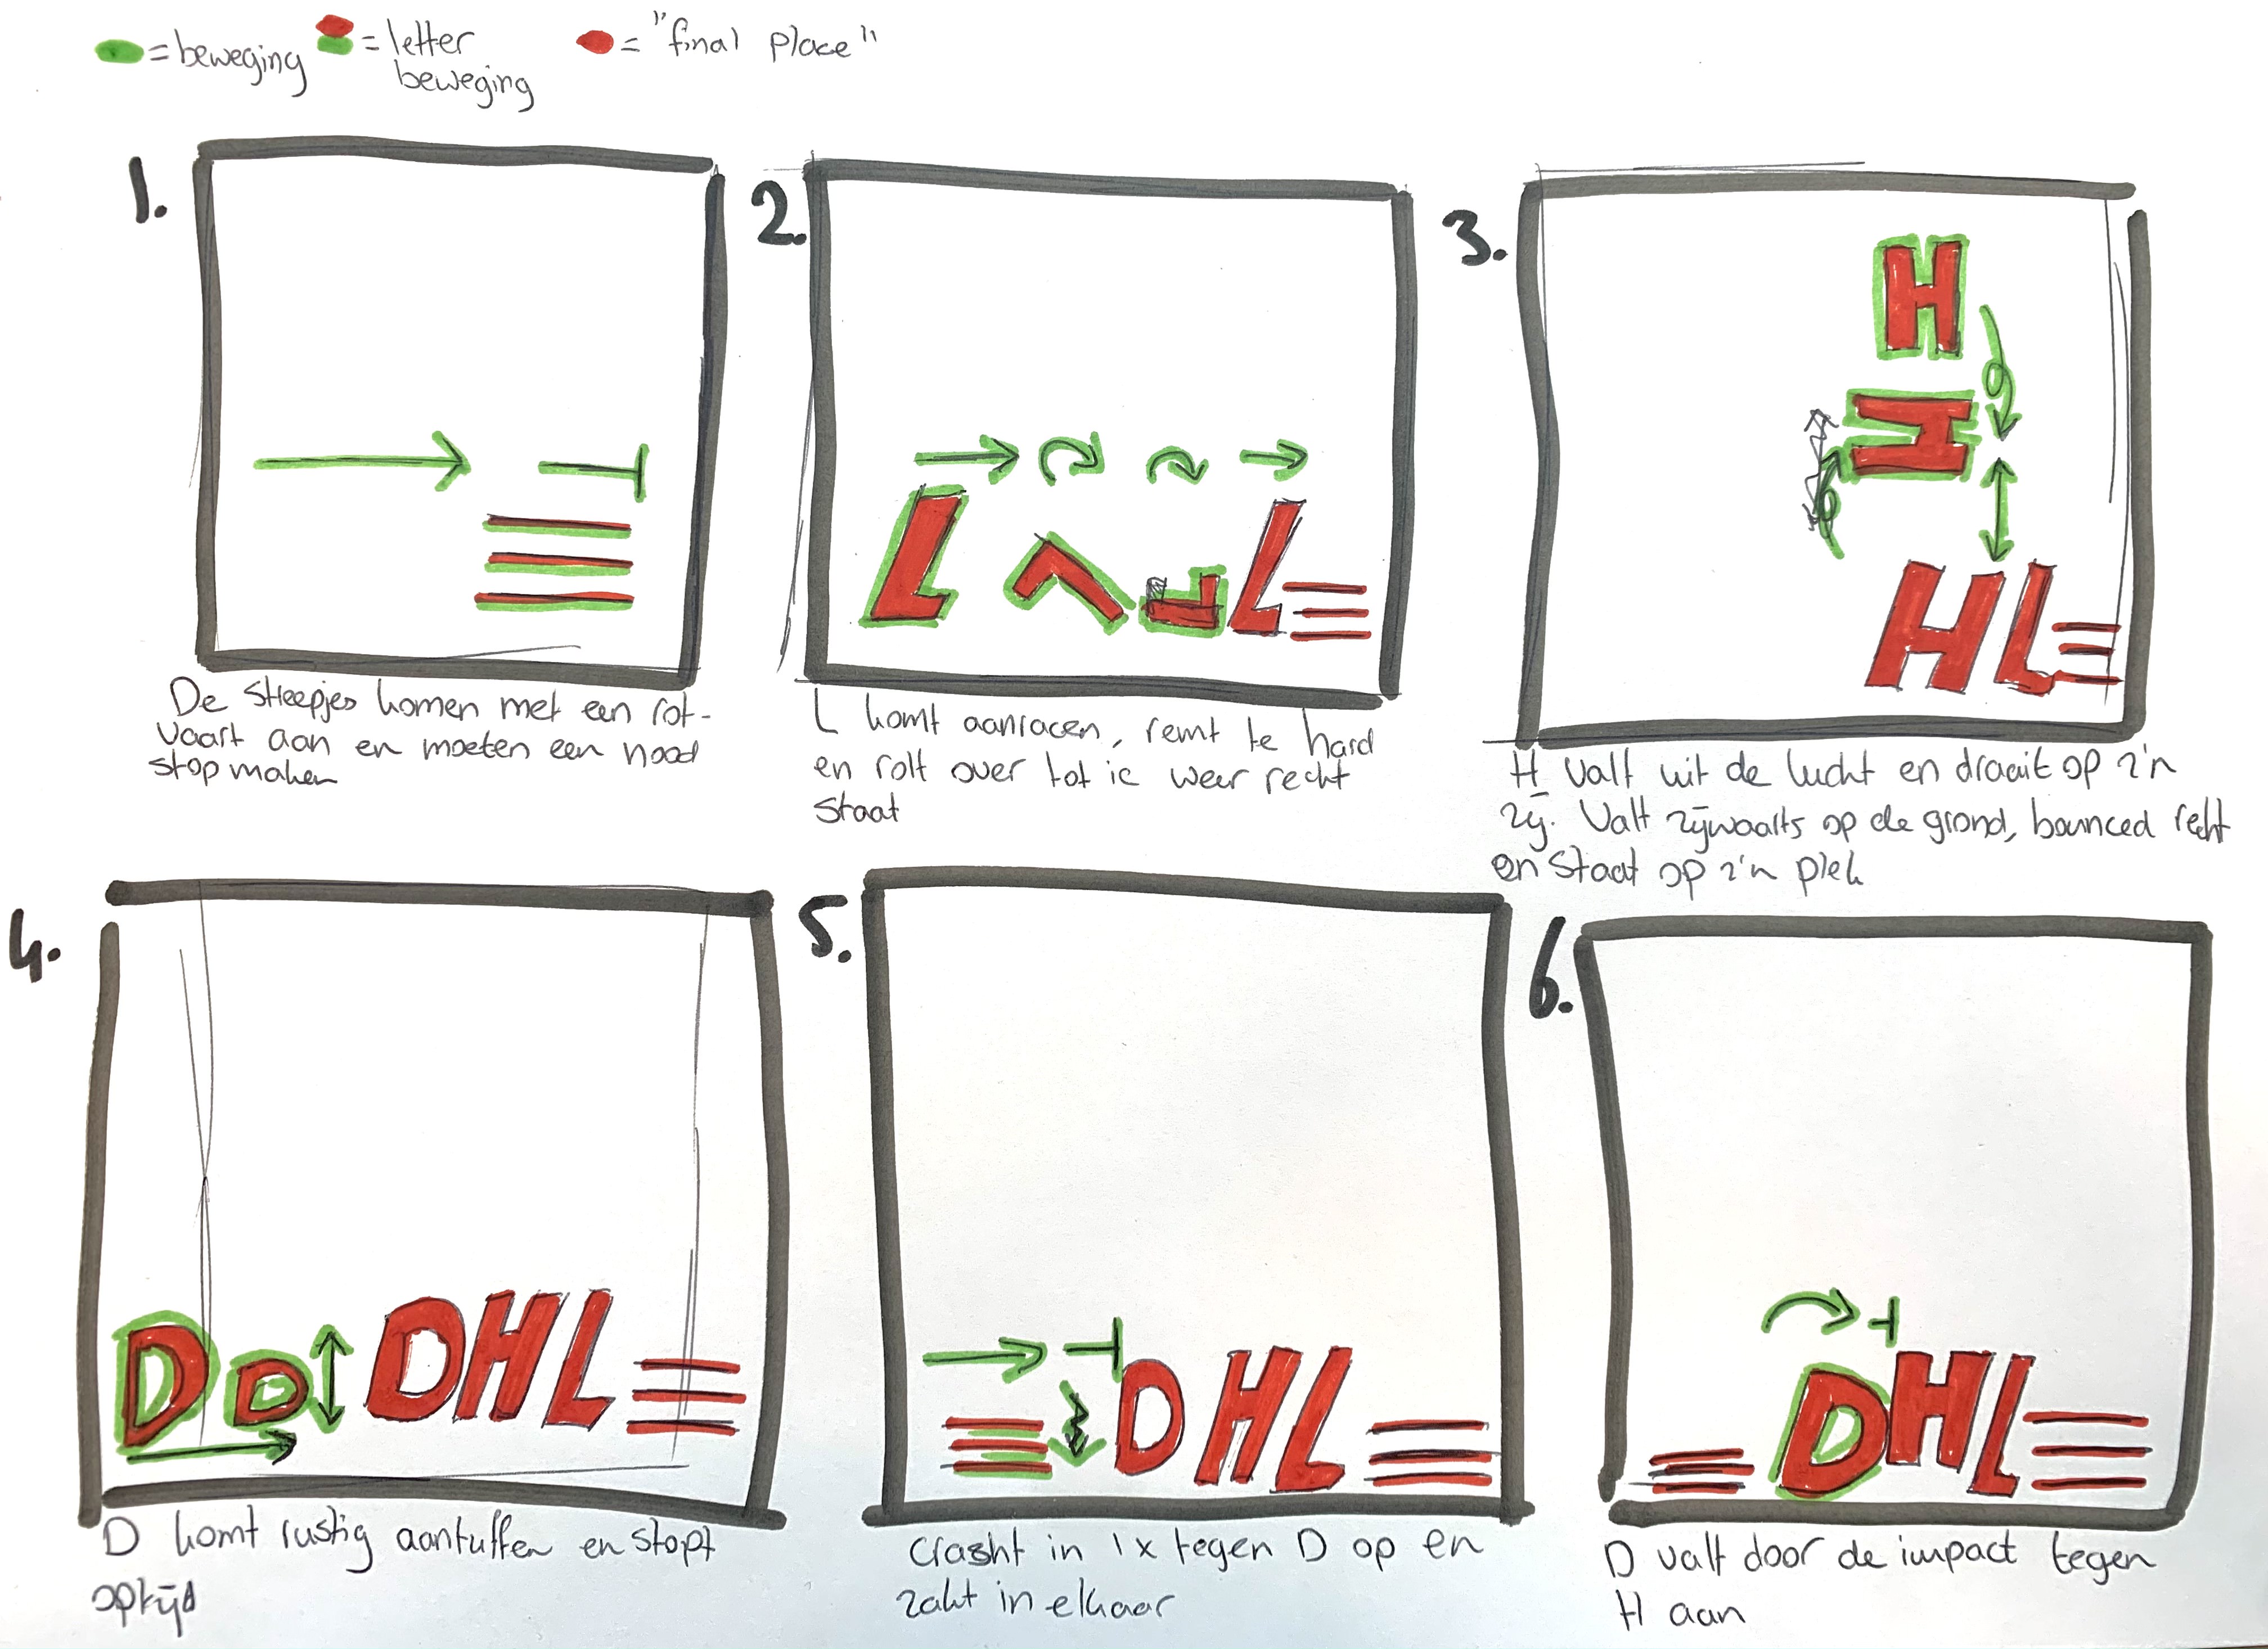 = beweging
= letter
beweging
= "final place"
1.
De streepjes komen met een rot-
vaart aan en moeten een nood
stop maken
2.
L
L
L komt aanracen, remt te hard
en rolt over tot ie weer recht
staat
3.
H
H
HL
H valt uit de lucht en draait op z'n
zij. Valt zijwaarts op de grond, bounced recht
en staat op z'n plek
4.
D D DHL
D komt rustig aantuffen en stopt
optijd
5.
DHL
crasht in 1x tegen D op en
zakt in elkaar
6.
DHL
D valt door de impact tegen
H aan